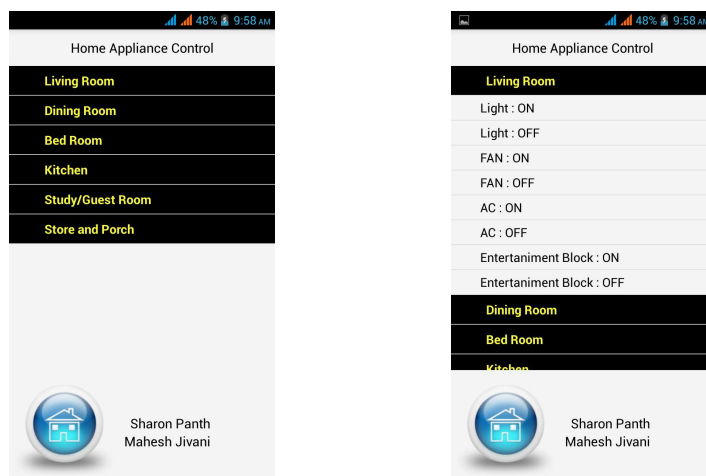 48% 9:58 AM
Home Appliance Control
Living Room
Dining Room
Bed Room
Kitchen
Study/Guest Room
Store and Porch
Sharon Panth
Mahesh Jivani
48% 9:58 AM
Home Appliance Control
Living Room
Light : ON
Light : OFF
FAN : ON
FAN : OFF
AC : ON
AC : OFF
Entertaniment Block : ON
Entertaniment Block : OFF
Dining Room
Bed Room
Kitchen
Sharon Panth
Mahesh Jivani